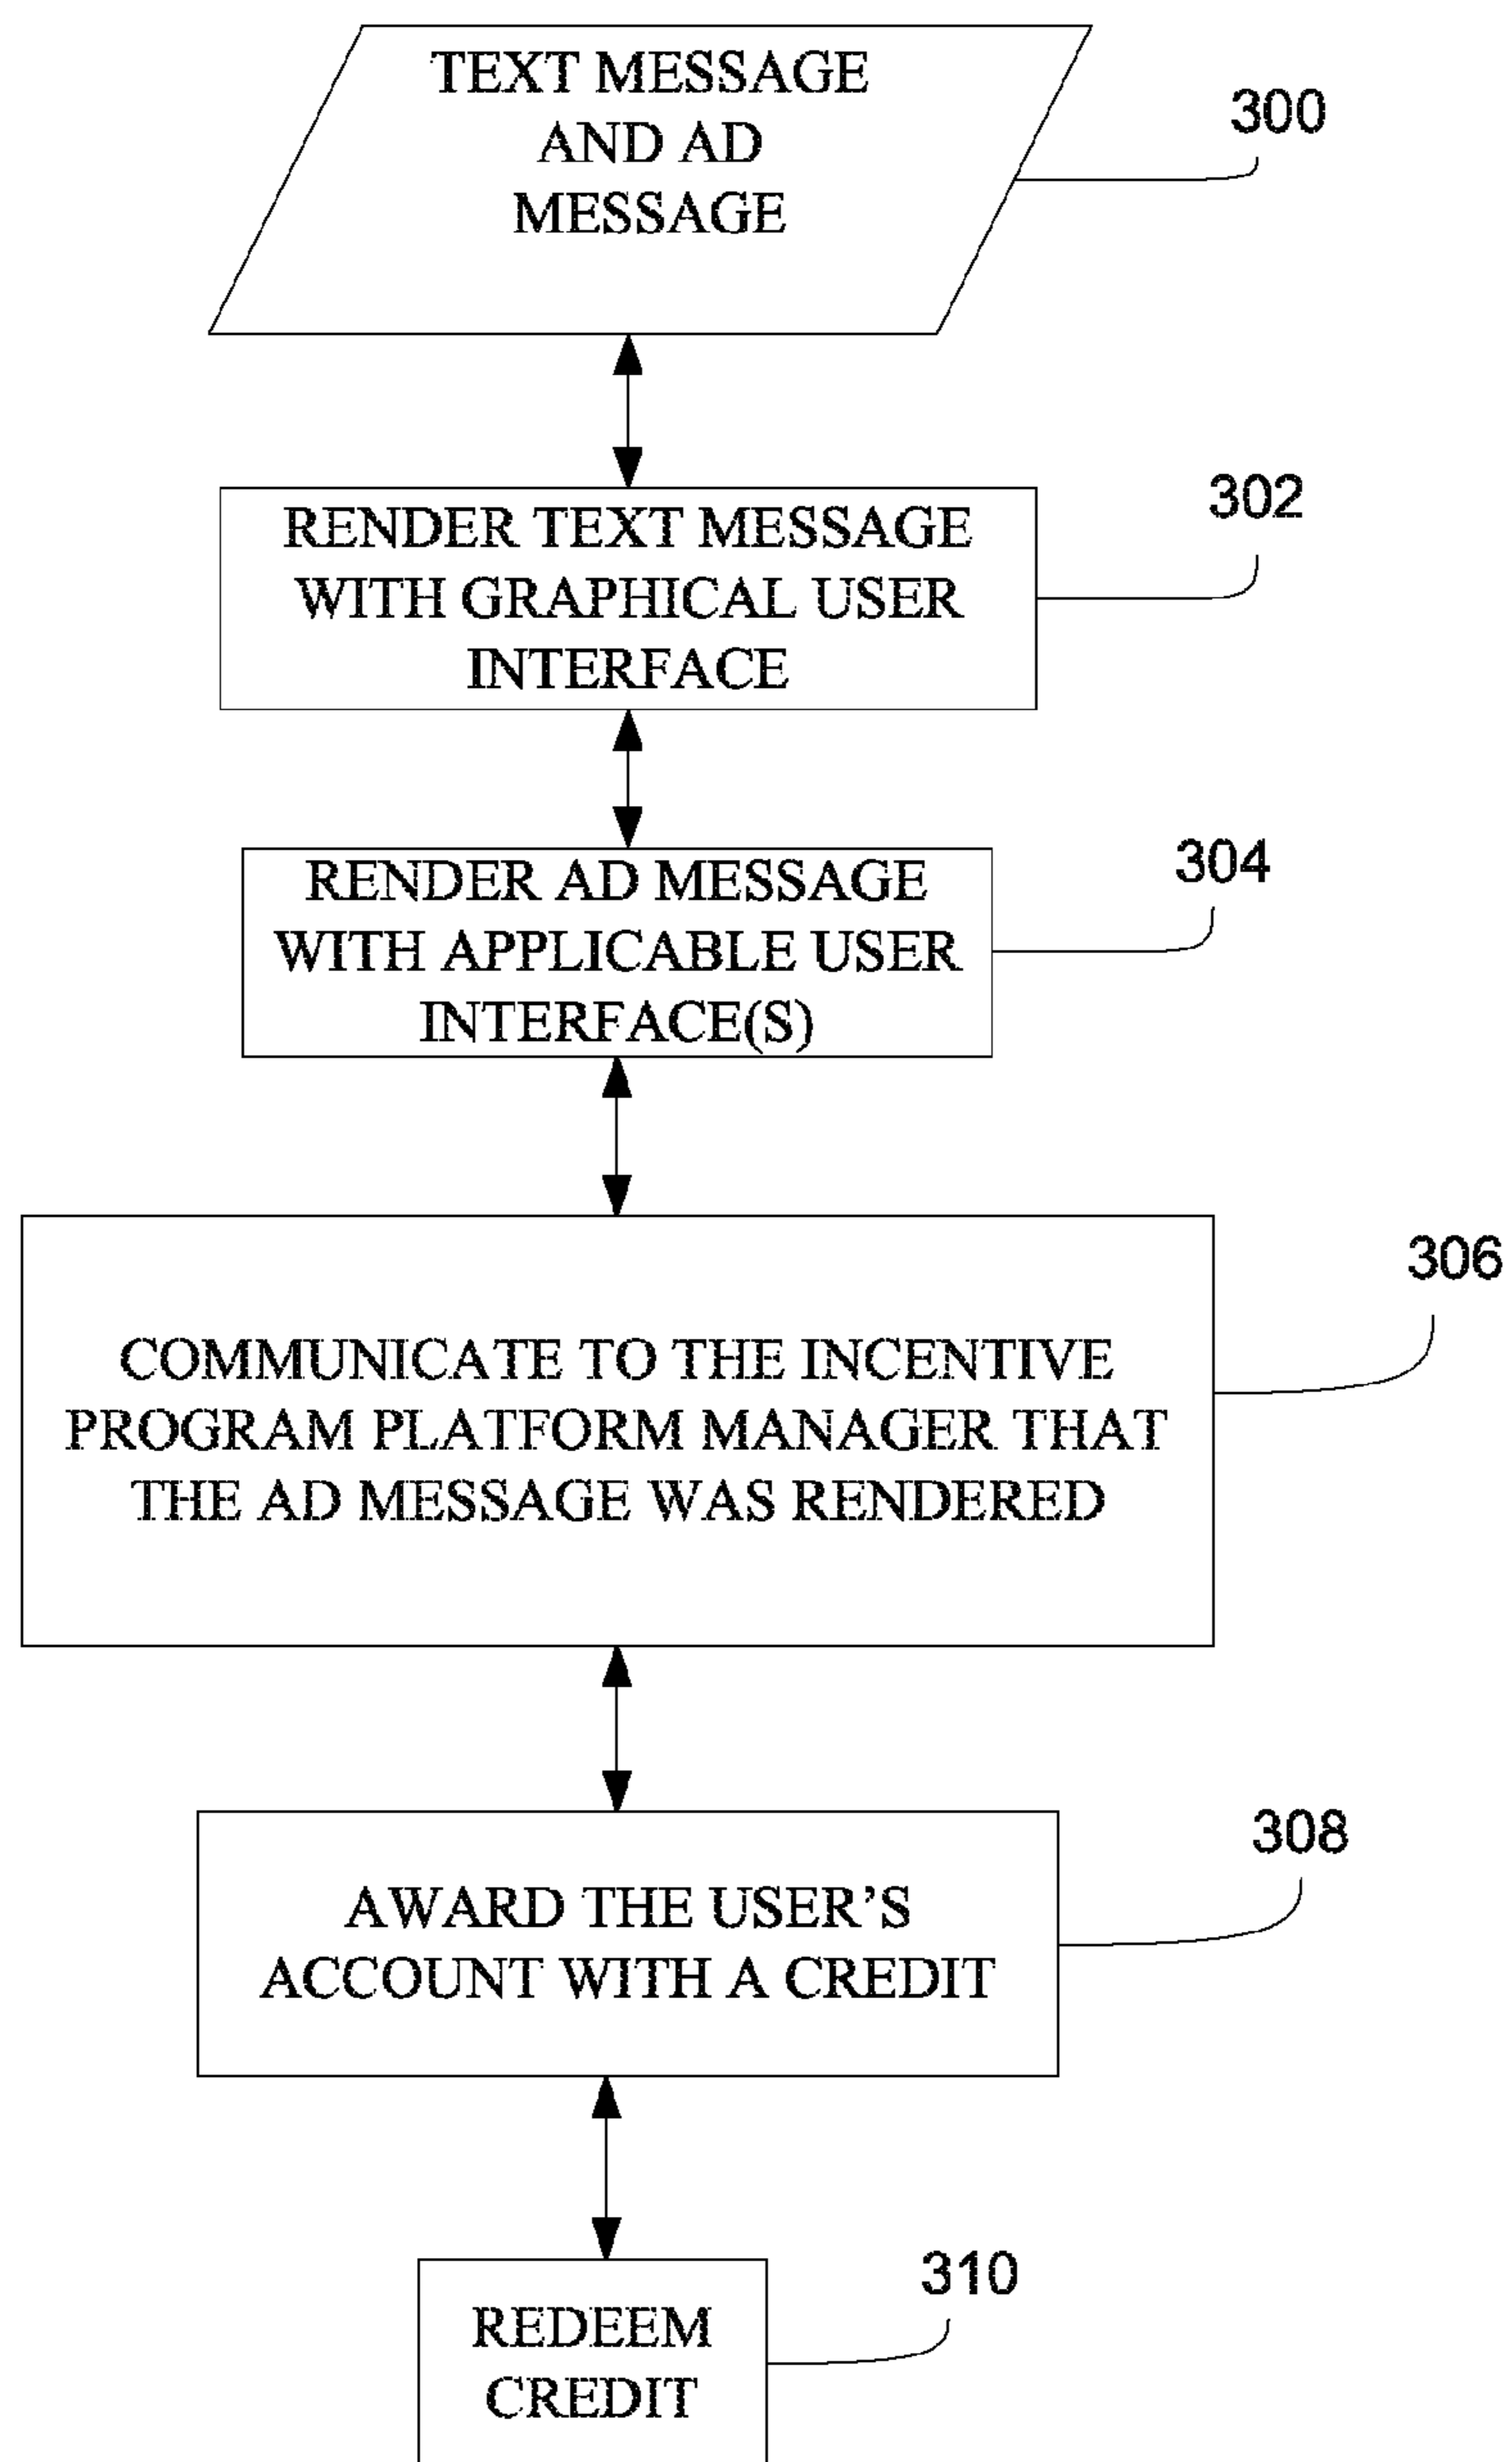 TEXT MESSAGE
AND AD
MESSAGE
300
RENDER TEXT MESSAGE
WITH GRAPHICAL USER
INTERFACE
302
RENDER AD MESSAGE
WITH APPLICABLE USER
INTERFACE(S)
304
COMMUNICATE TO THE INCENTIVE
PROGRAM PLATFORM MANAGER THAT
THE AD MESSAGE WAS RENDERED
306
AWARD THE USER’S
ACCOUNT WITH A CREDIT
308
REDEEM
CREDIT
310